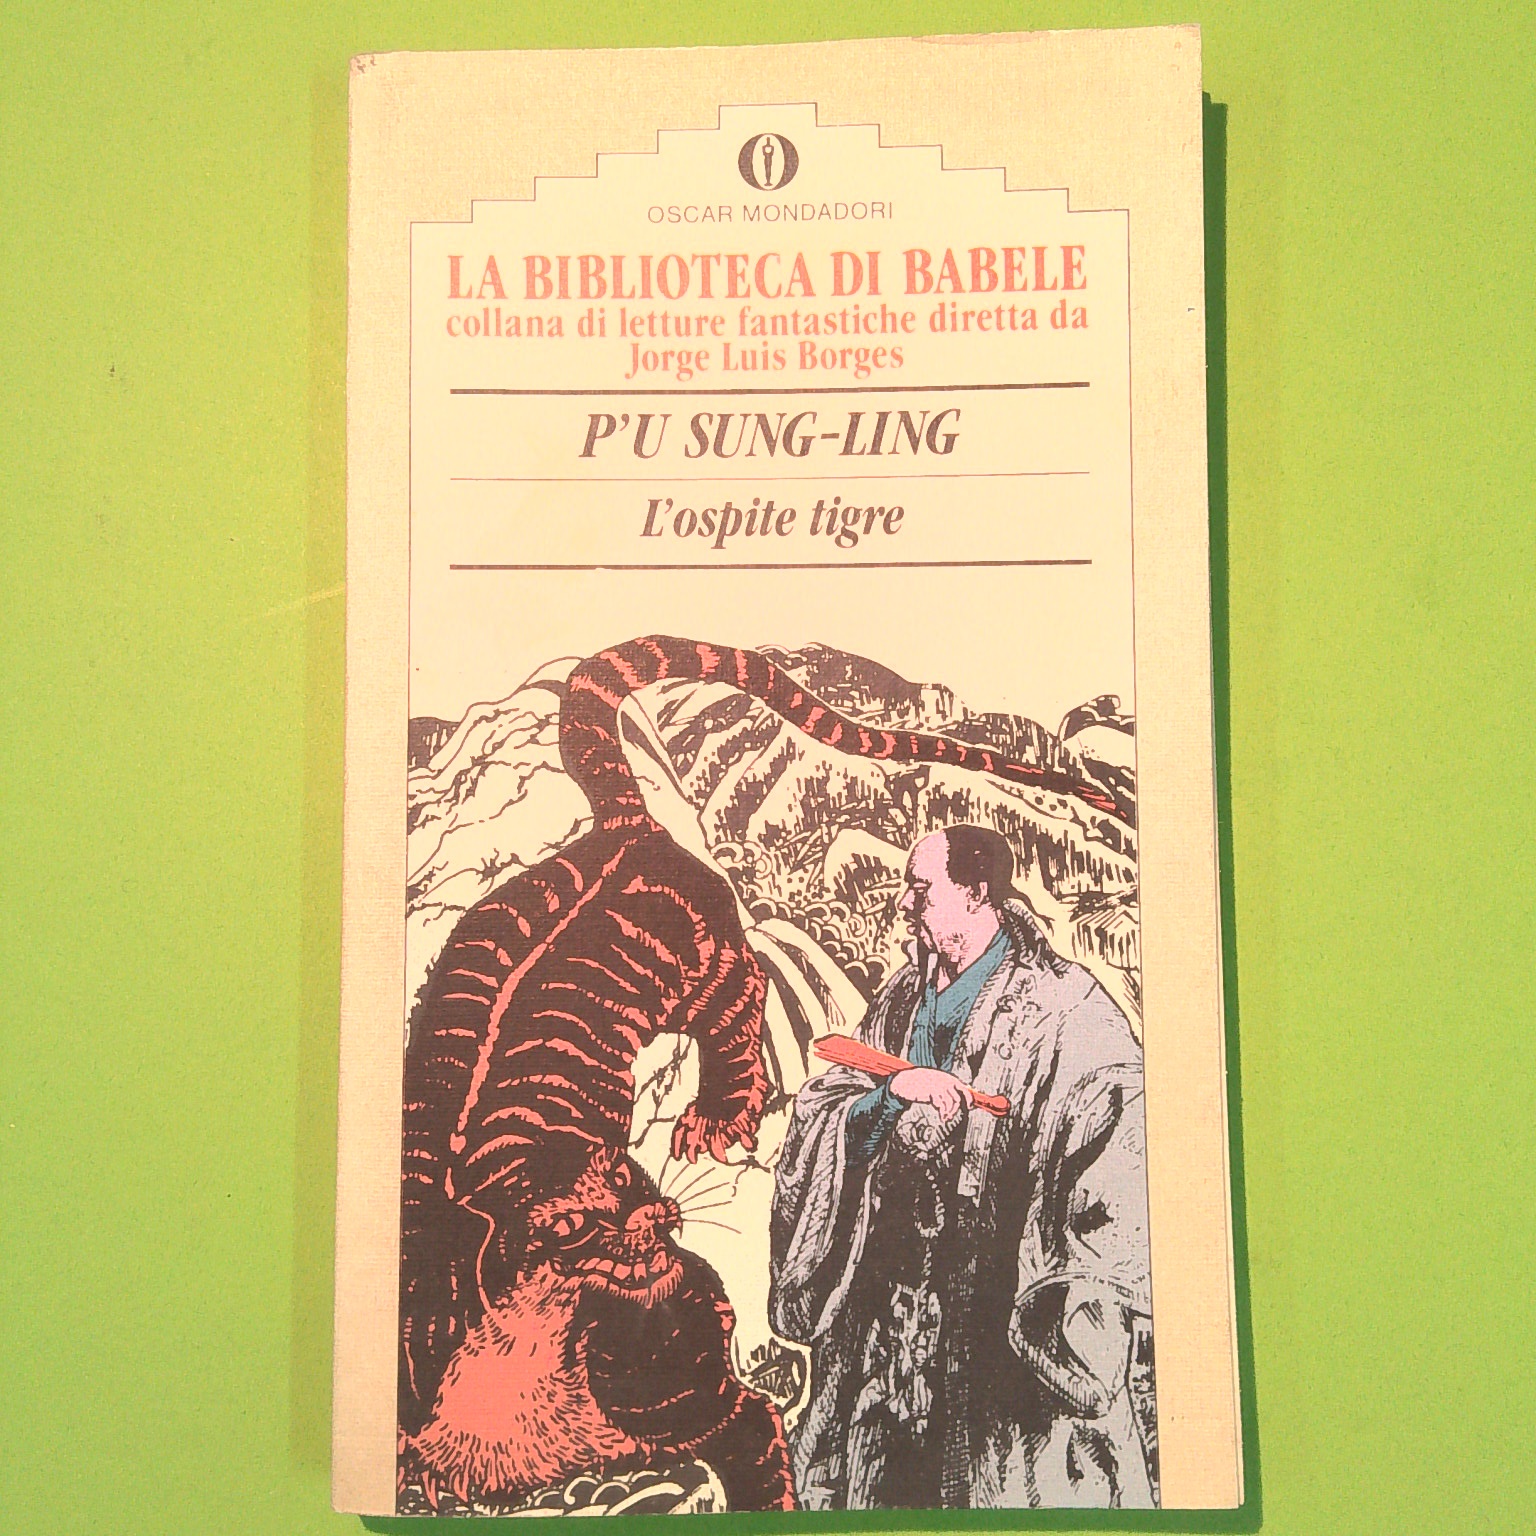 OSCAR MONDADORI
LA BIBLIOTECA DI BABELE
collana di letture fantastiche diretta da
Jorge Luis Borges
P'U SUNG-LING
L'ospite tigre